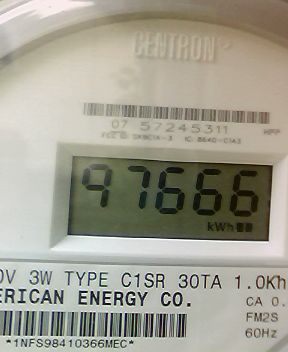 CENTRON
07 57245311
97666
kWh
0V 3W TYPE C1SR 30TA 1.0Kh
ERICAN ENERGY CO.
CA 0.
FM2S
60Hz
*1NFS98410366MEC*